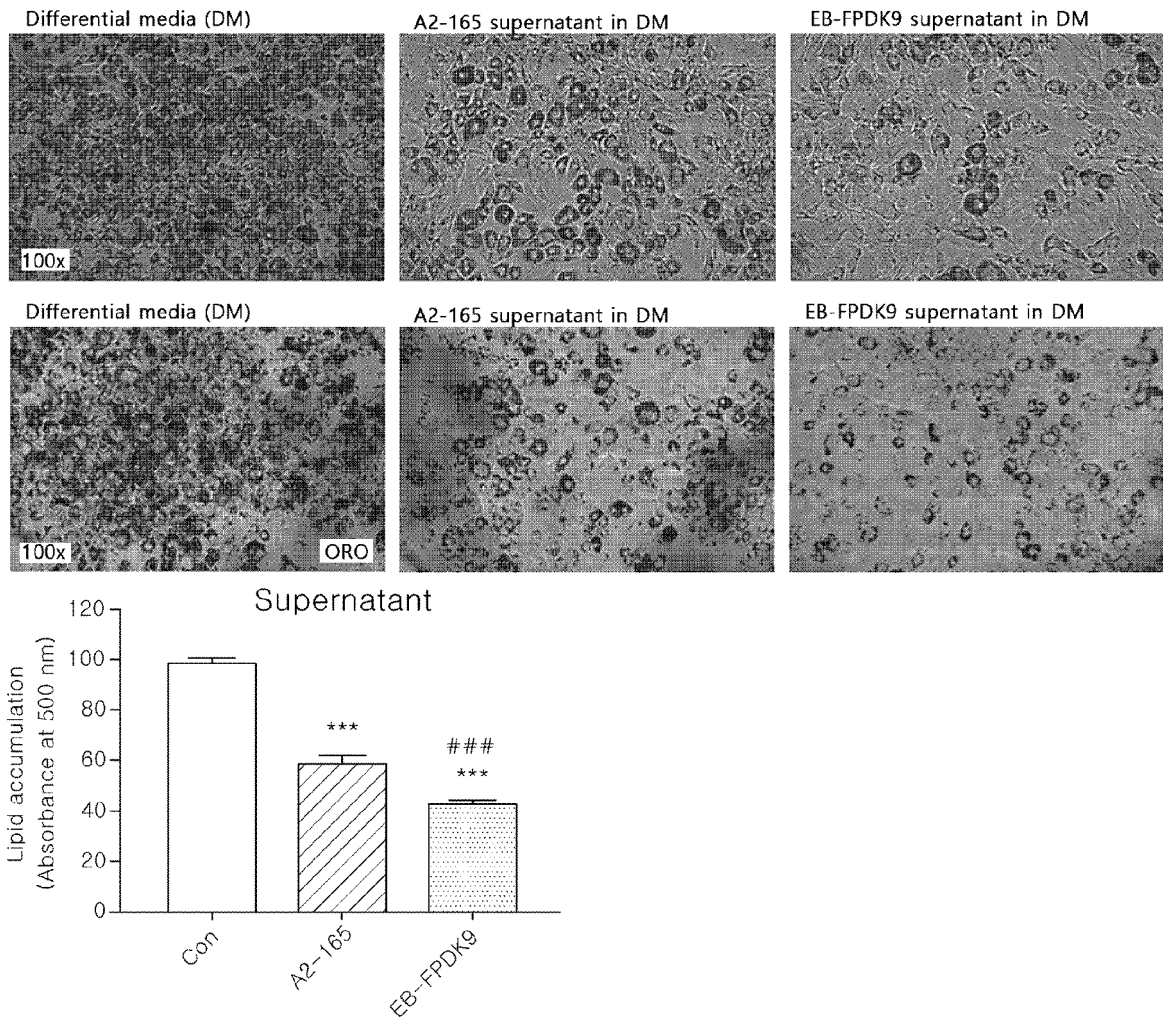 Differential media (DM)
A2-165 supernatant in DM
EB-FPDK9 supernatant in DM
100x
Differential media (DM)
A2-165 supernatant in DM
EB-FPDK9 supernatant in DM
100x
ORO
Supernatant
Lipid accumulation
(Absorbance at 500 nm)
120
100
80
60
40
20
0
***
###
***
Con
A2-165
EB-FPDK9